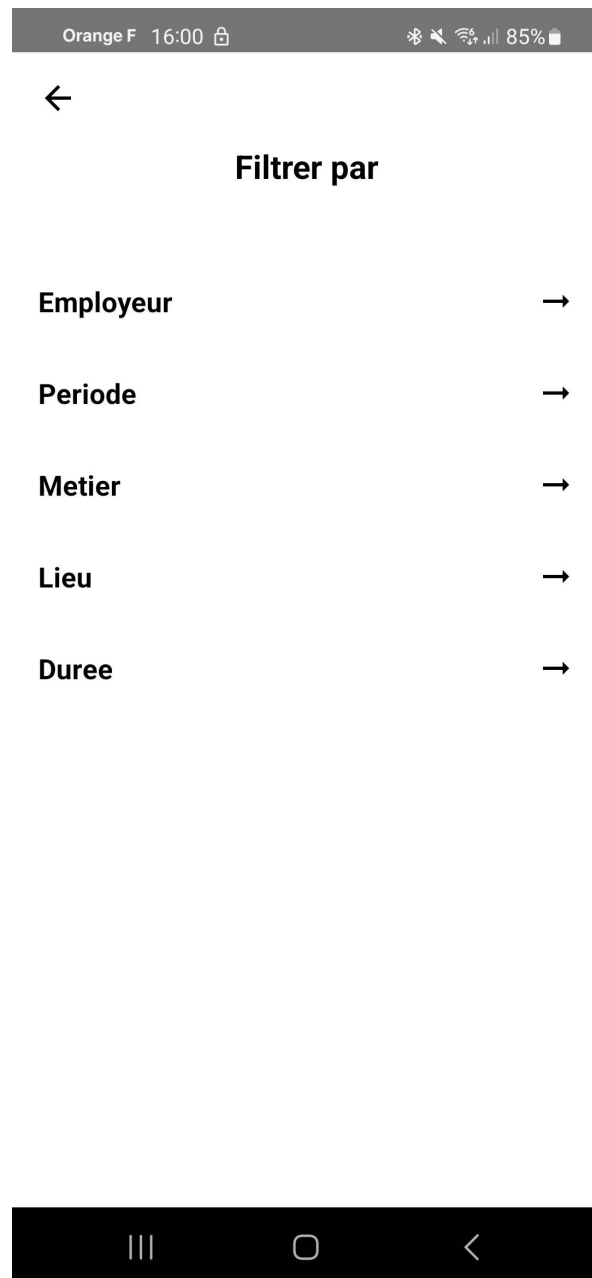 Orange F 16:00 85%
Filtrer par
Employeur
Periode
Metier
Lieu
Duree